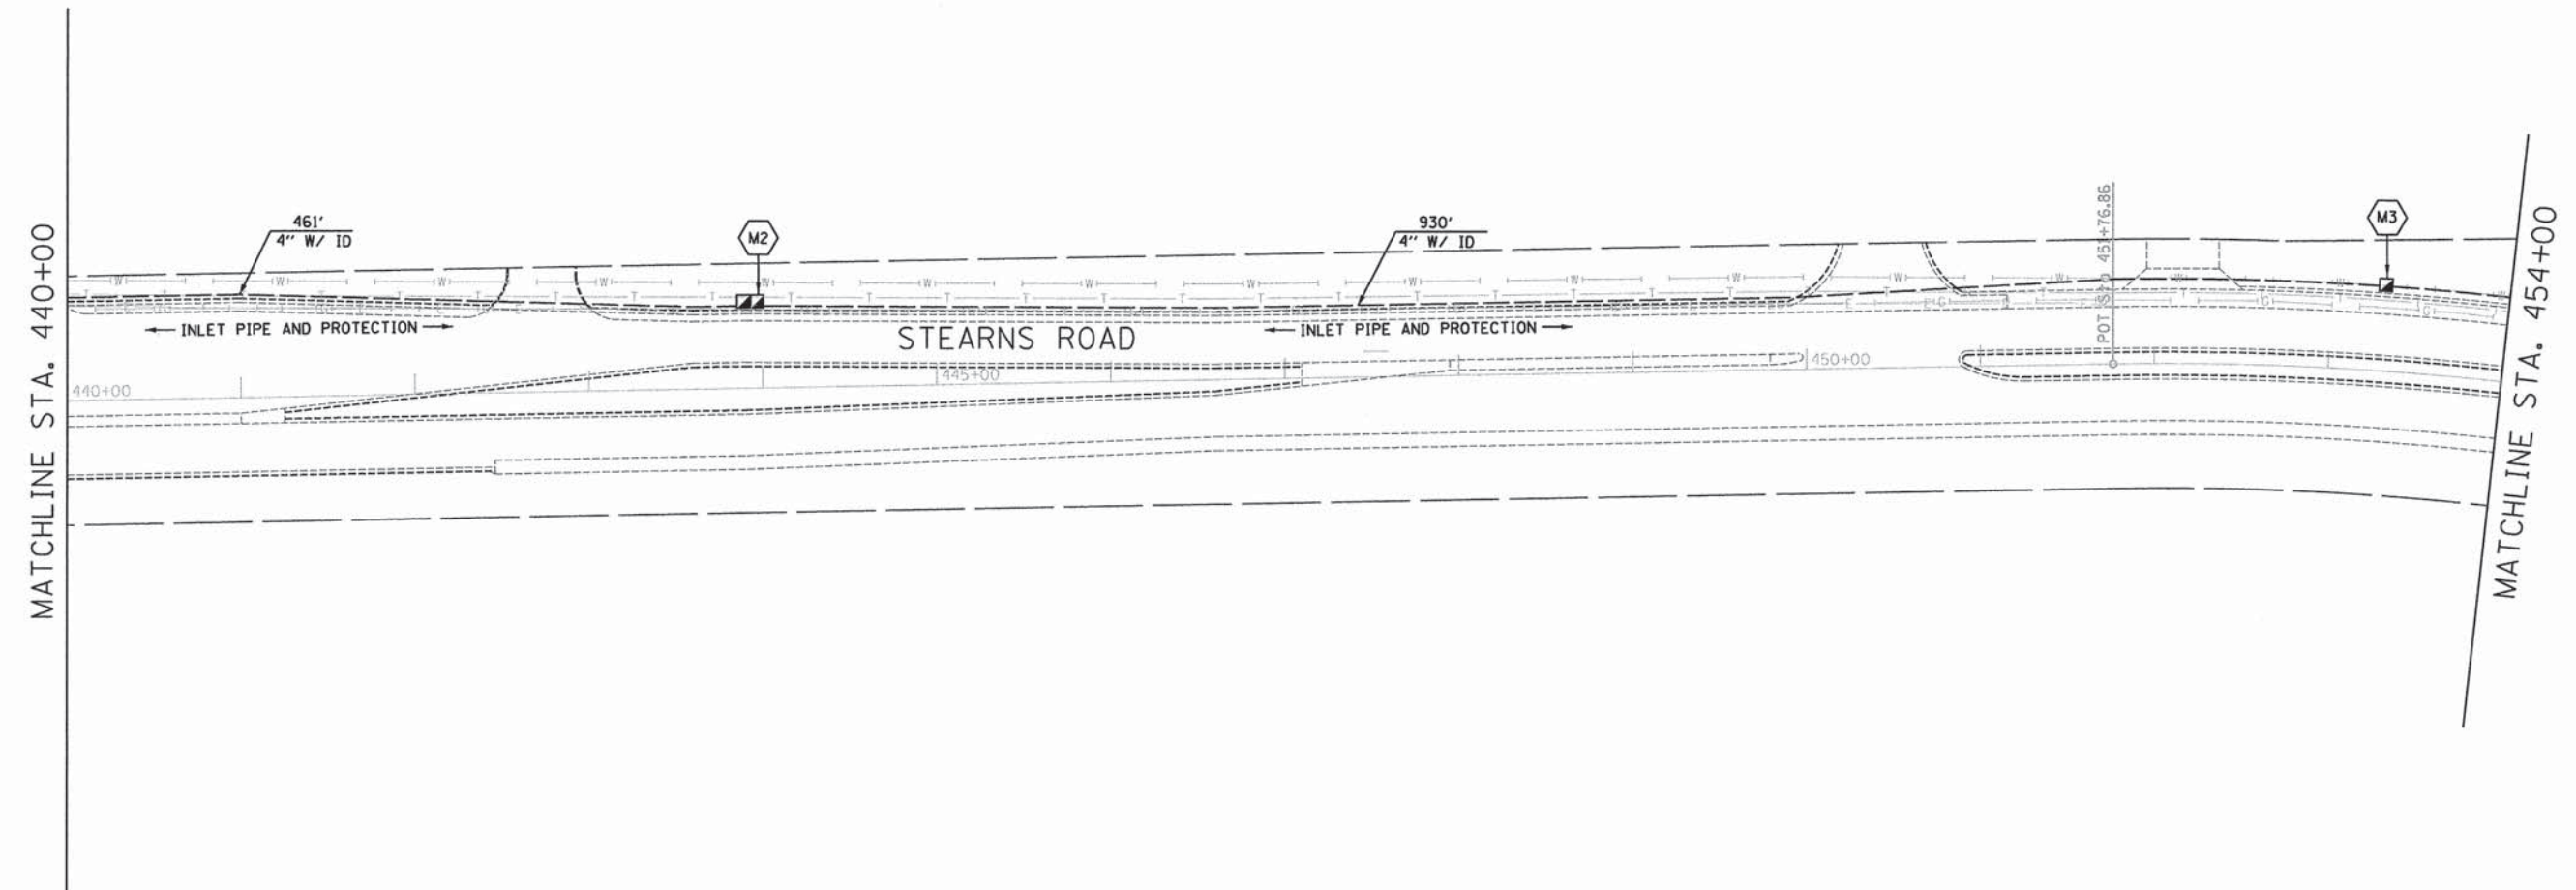 MATCHLINE STA. 440+00
461'
4" W/ ID
M2
930'
4" W/ ID
POT Sta 451+76.86
M3
MATCHLINE STA. 454+00
INLET PIPE AND PROTECTION
STEARNS ROAD
INLET PIPE AND PROTECTION
440+00
445+00
450+00